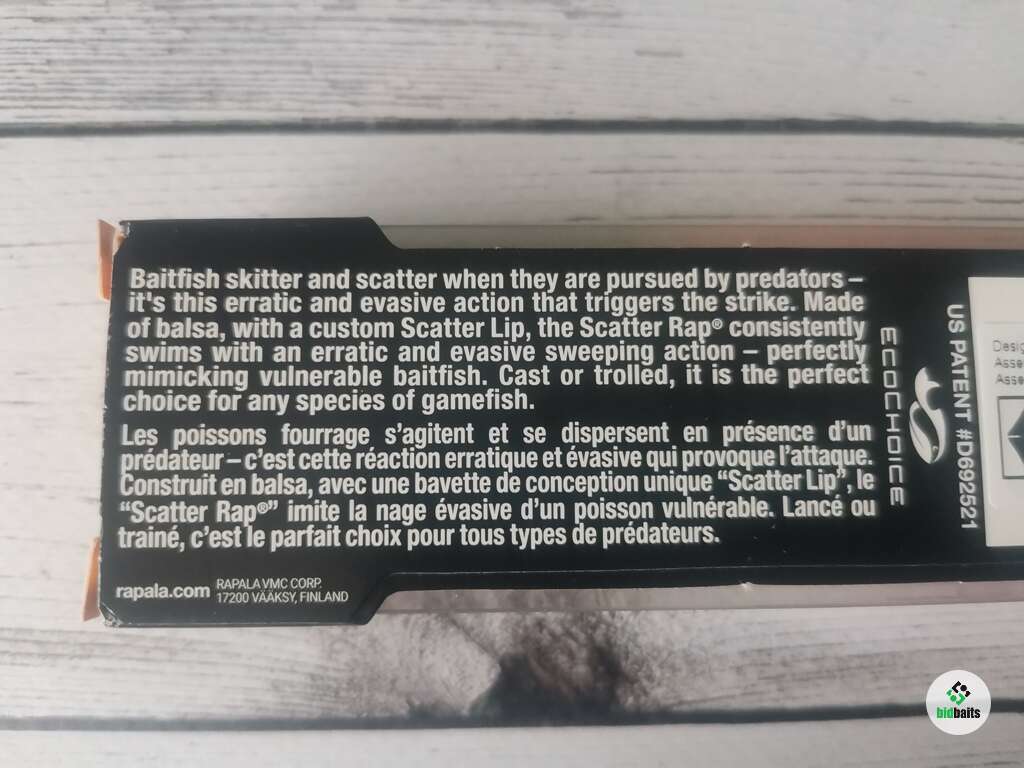 Baitfish skitter and scatter when they are pursued by predators –
it's this erratic and evasive action that triggers the strike. Made
of balsa, with a custom Scatter Lip, the Scatter Rap® consistently
swims with an erratic and evasive sweeping action – perfectly
mimicking vulnerable baitfish. Cast or trolled, it is the perfect
choice for any species of gamefish.
Les poissons fourrage s'agitent et se dispersent en présence d'un
prédateur – c'est cette réaction erratique et évasive qui provoque l'attaque.
Construit en balsa, avec une bavette de conception unique “Scatter Lip”, le
“Scatter Rap®” imite la nage évasive d'un poisson vulnérable. Lancé ou
traîné, c'est le parfait choix pour tous types de prédateurs.
rapala.com
RAPALA VMC CORP.
17200 VÄÄKSY, FINLAND
ECOCHOICE
US PATENT #D692521
Desig
Asse
Asse
bidbaits